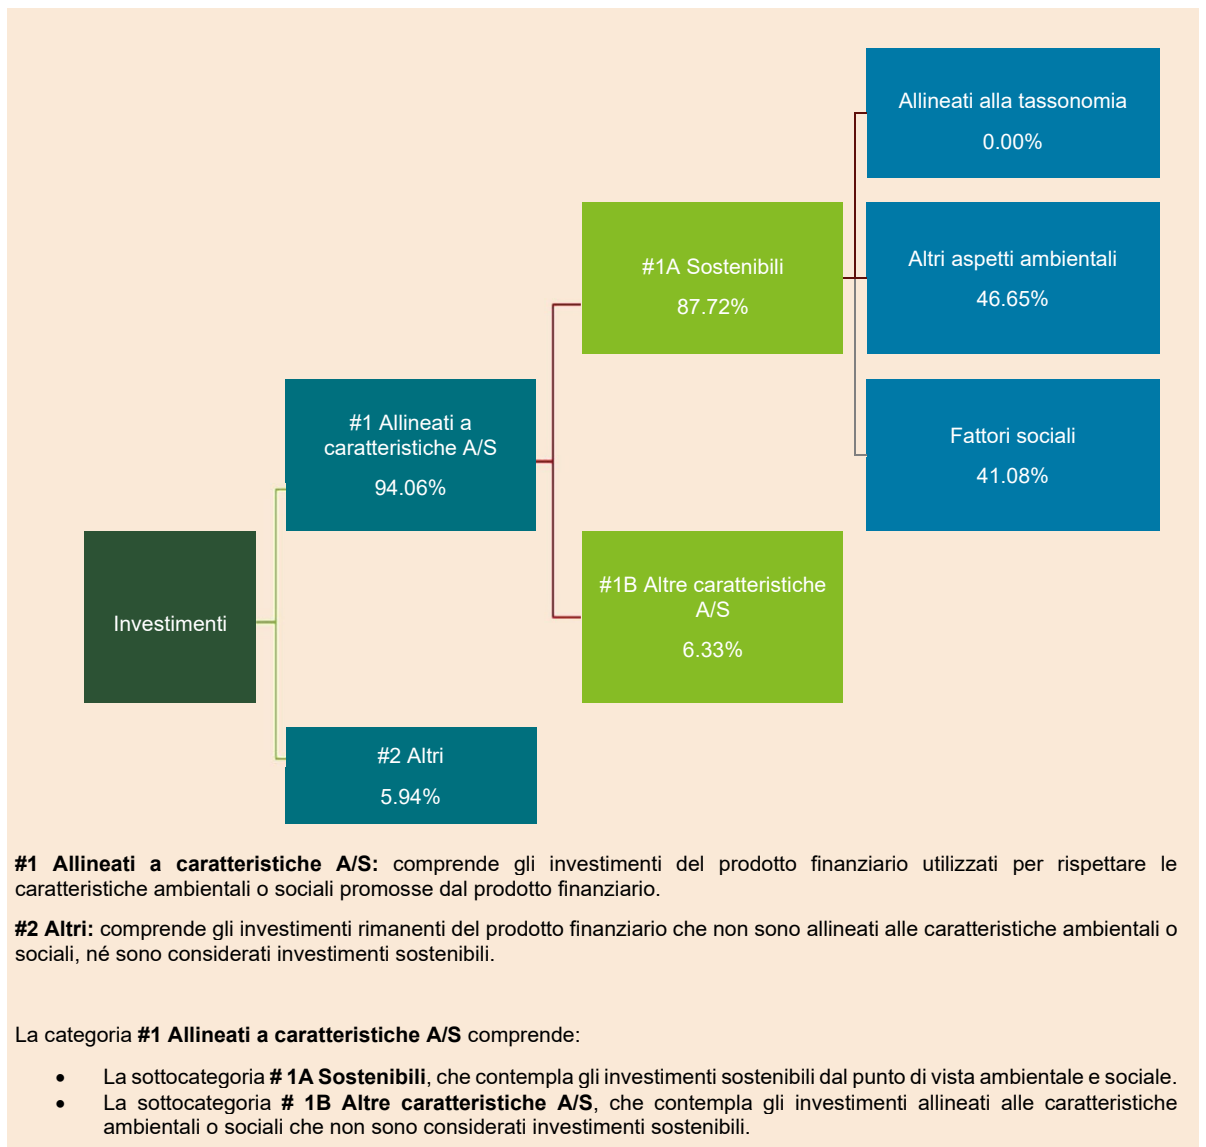 Allineati alla tassonomia
0.00%
#1A Sostenibili
87.72%
Altri aspetti ambientali
46.65%
#1 Allineati a
caratteristiche A/S
94.06%
Fattori sociali
41.08%
Investimenti
#1B Altre caratteristiche
A/S
6.33%
#2 Altri
5.94%
#1 Allineati a caratteristiche A/S: comprende gli investimenti del prodotto finanziario utilizzati per rispettare le
caratteristiche ambientali o sociali promosse dal prodotto finanziario.
#2 Altri: comprende gli investimenti rimanenti del prodotto finanziario che non sono allineati alle caratteristiche ambientali o
sociali, né sono considerati investimenti sostenibili.
La categoria #1 Allineati a caratteristiche A/S comprende:
• La sottocategoria # 1A Sostenibili, che contempla gli investimenti sostenibili dal punto di vista ambientale e sociale.
• La sottocategoria # 1B Altre caratteristiche A/S, che contempla gli investimenti allineati alle caratteristiche
ambientali o sociali che non sono considerati investimenti sostenibili.